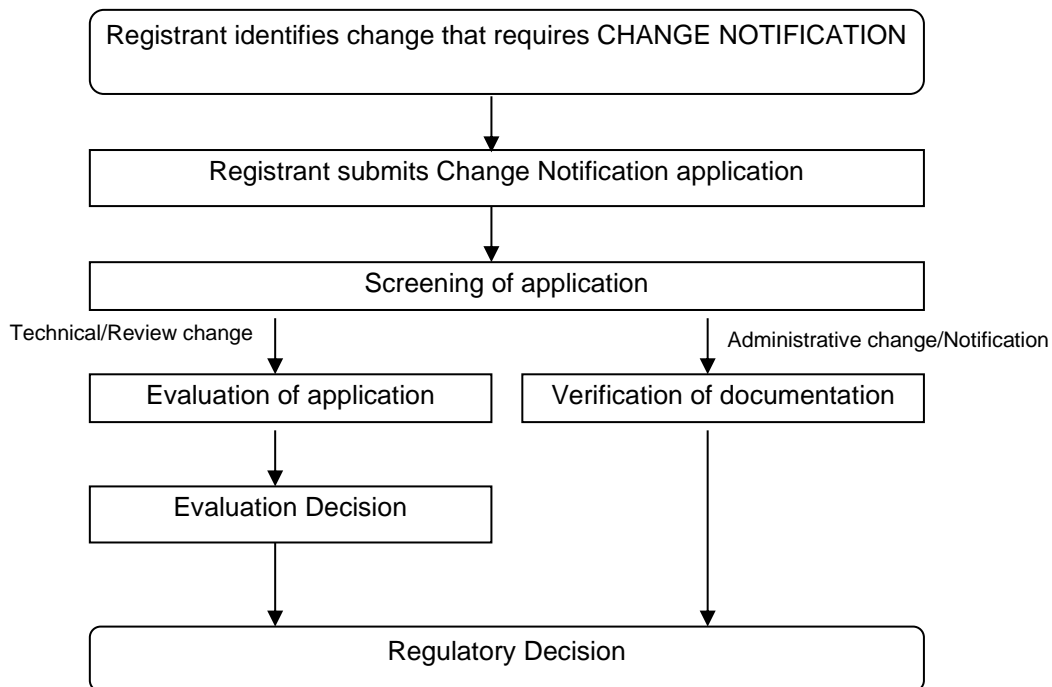 Registrant identifies change that requires CHANGE NOTIFICATION
Registrant submits Change Notification application
Screening of application
Technical/Review change
Administrative change/Notification
Evaluation of application
Verification of documentation
Evaluation Decision
Regulatory Decision